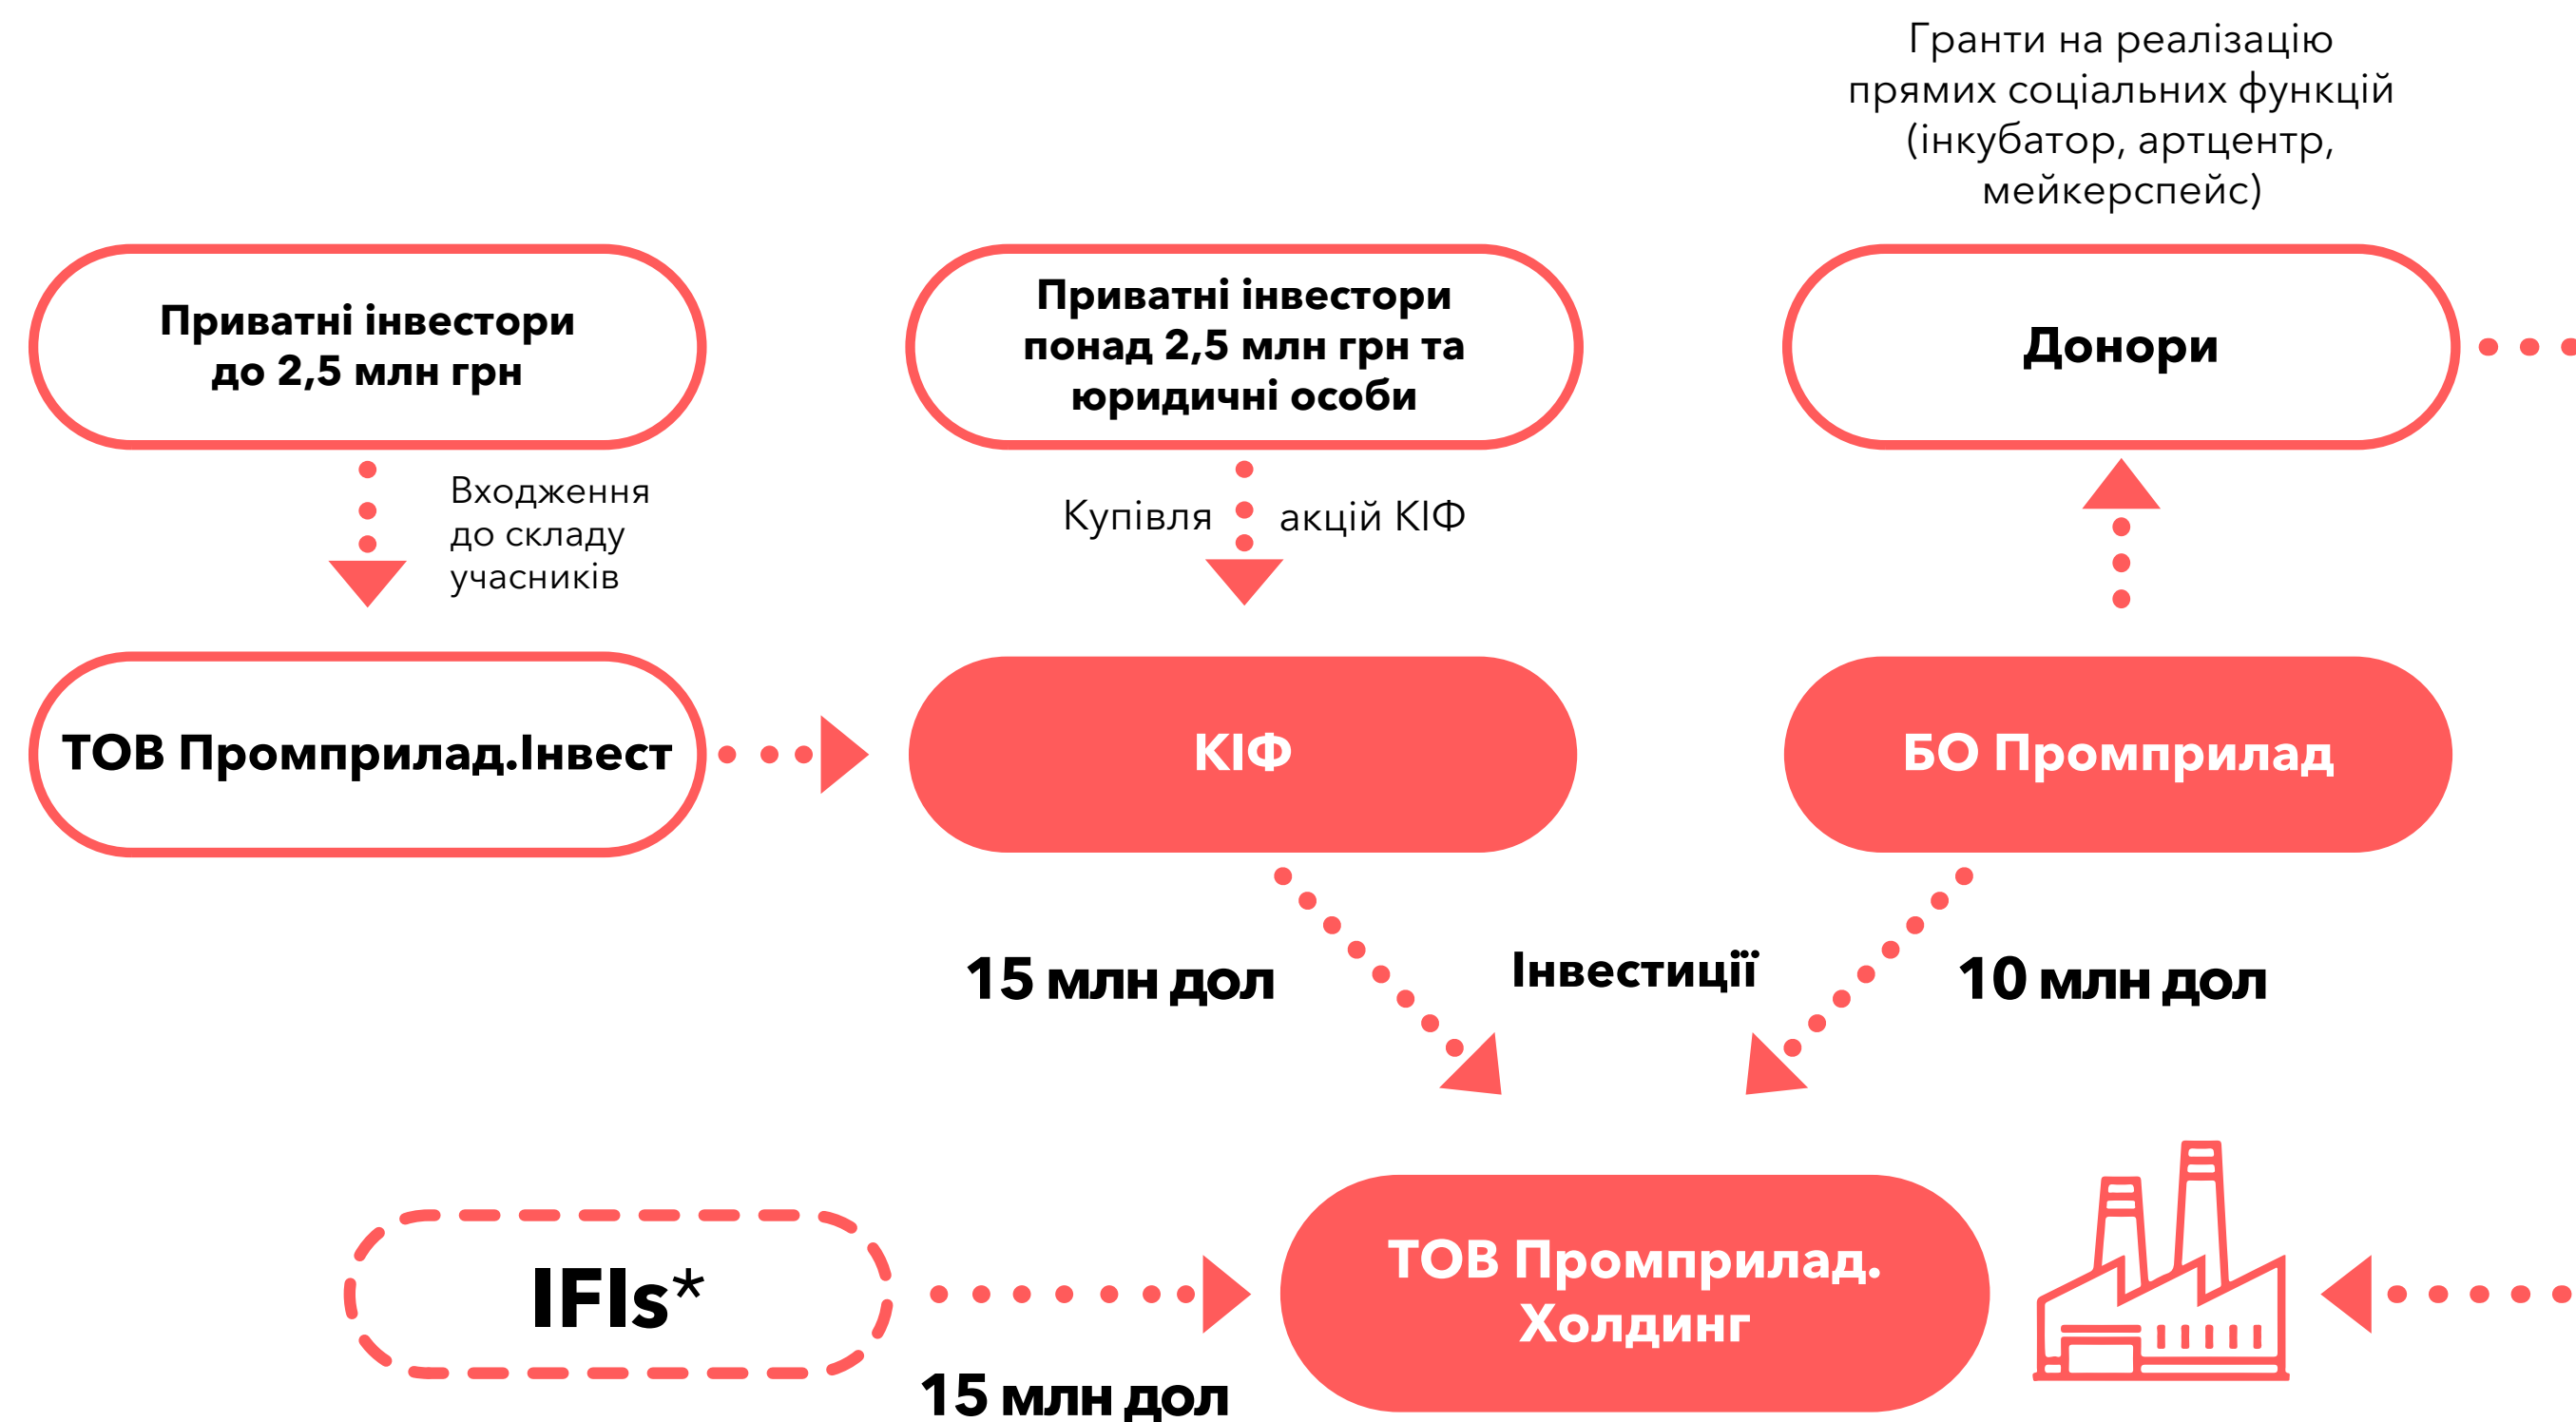 Гранти на реалізацію
прямих соціальних функцій
(інкубатор, артцентр,
мейкерспейс)
Приватні інвестори
до 2,5 млн грн
Приватні інвестори
понад 2,5 млн грн та
юридичні особи
Донори
Входження
до складу
учасників
Купівля акцій КІФ
ТОВ Промприлад.Інвест
КІФ
БО Промприлад
15 млн дол
Інвестиції
10 млн дол
IFIs*
15 млн дол
ТОВ Промприлад.
Холдинг